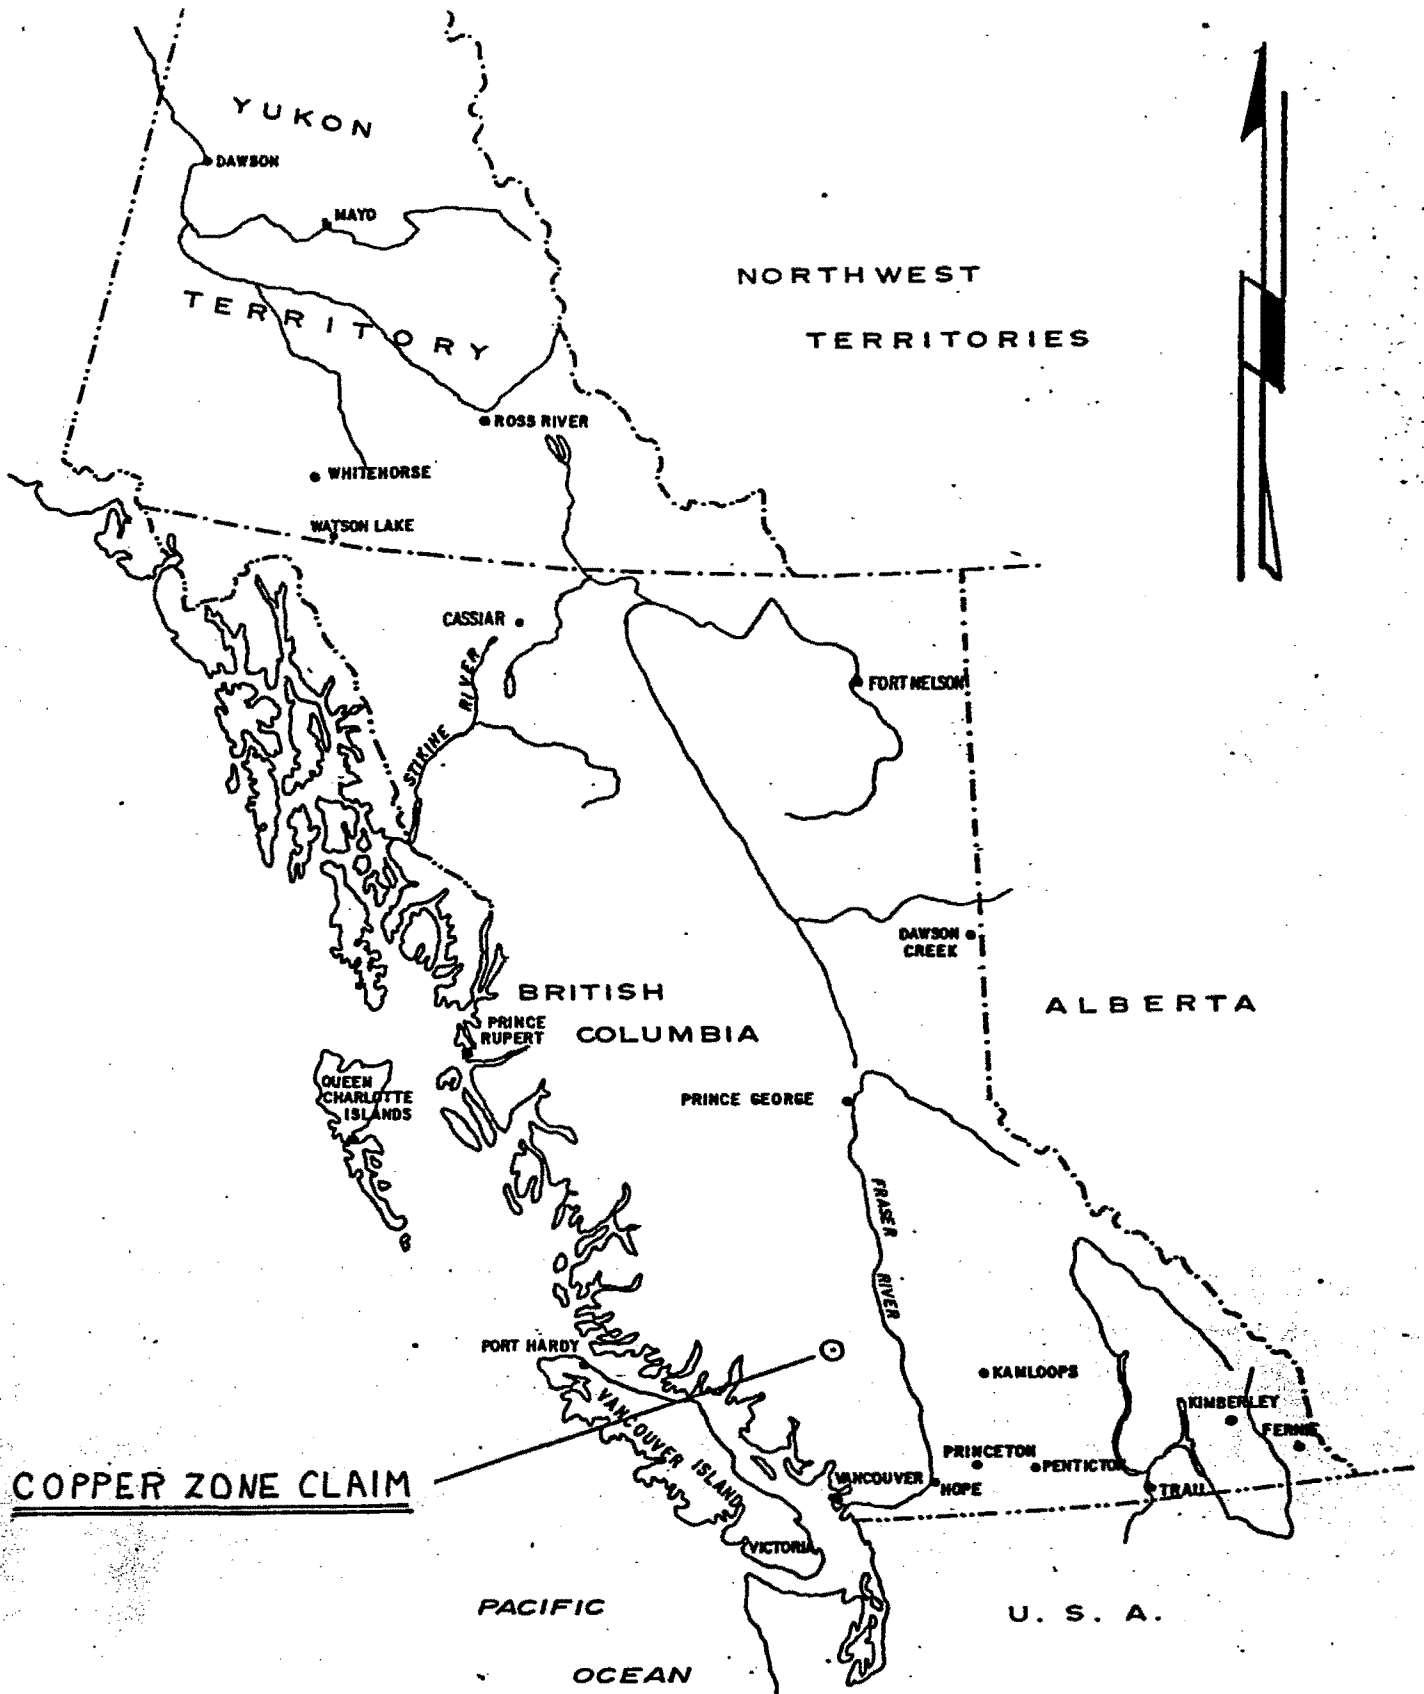 YUKON
DAWSON
MAYO
NORTHWEST
TERRITORY
TERRITORIES
ROSS RIVER
WHITEHORSE
WATSON LAKE
CASSIAR
STIKINE RIVER
FORT NELSON
DAWSON
CREEK
BRITISH
COLUMBIA
ALBERTA
PRINCE
RUPERT
QUEEN
CHARLOTTE
ISLANDS
PRINCE GEORGE
FRASER RIVER
PORT HARDY
KAMLOOPS
VANCOUVER ISLAND
KIMBERLEY
FERNIE
PRINCETON
PENTICTON
COPPER ZONE CLAIM
VANCOUVER
HOPE
TRAIL
VICTORIA
PACIFIC
OCEAN
U. S. A.